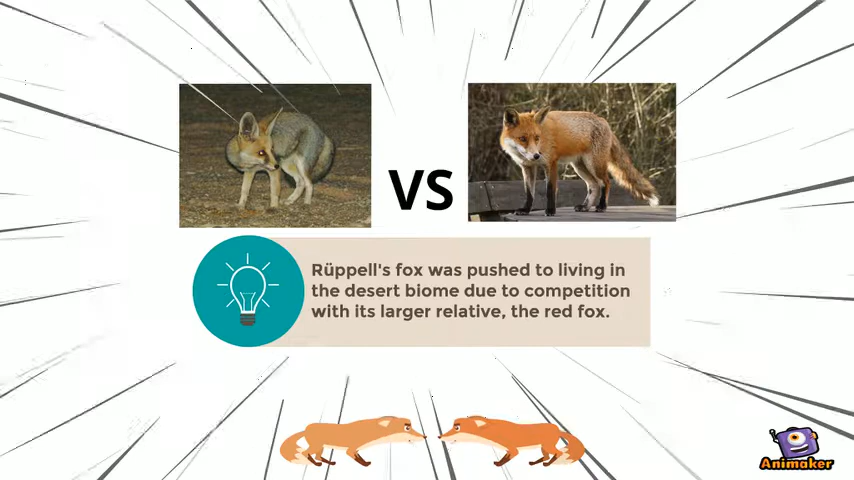 VS
Rüppell's fox was pushed to living in
the desert biome due to competition
with its larger relative, the red fox.
Animaker